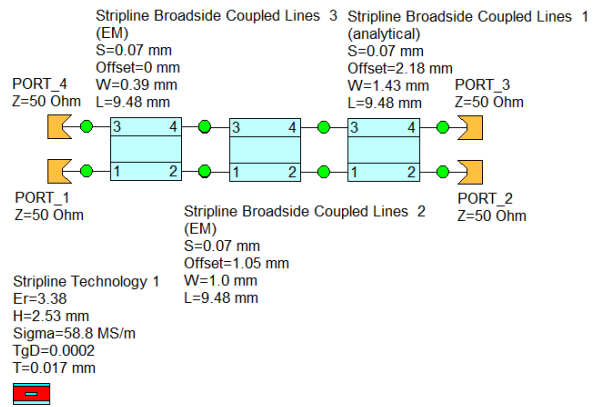 Stripline Broadside Coupled Lines  3
(EM)
S=0.07 mm
Offset=0 mm
W=0.39 mm
L=9.48 mm
Stripline Broadside Coupled Lines  1
(analytical)
S=0.07 mm
Offset=2.18 mm
W=1.43 mm
L=9.48 mm
PORT_4
Z=50 Ohm
PORT_3
Z=50 Ohm
3 4
3 4
3 4
1 2
1 2
1 2
PORT_1
Z=50 Ohm
PORT_2
Z=50 Ohm
Stripline Broadside Coupled Lines  2
(EM)
S=0.07 mm
Offset=1.05 mm
W=1.0 mm
L=9.48 mm
Stripline Technology 1
Er=3.38
H=2.53 mm
Sigma=58.8 MS/m
TgD=0.0002
T=0.017 mm